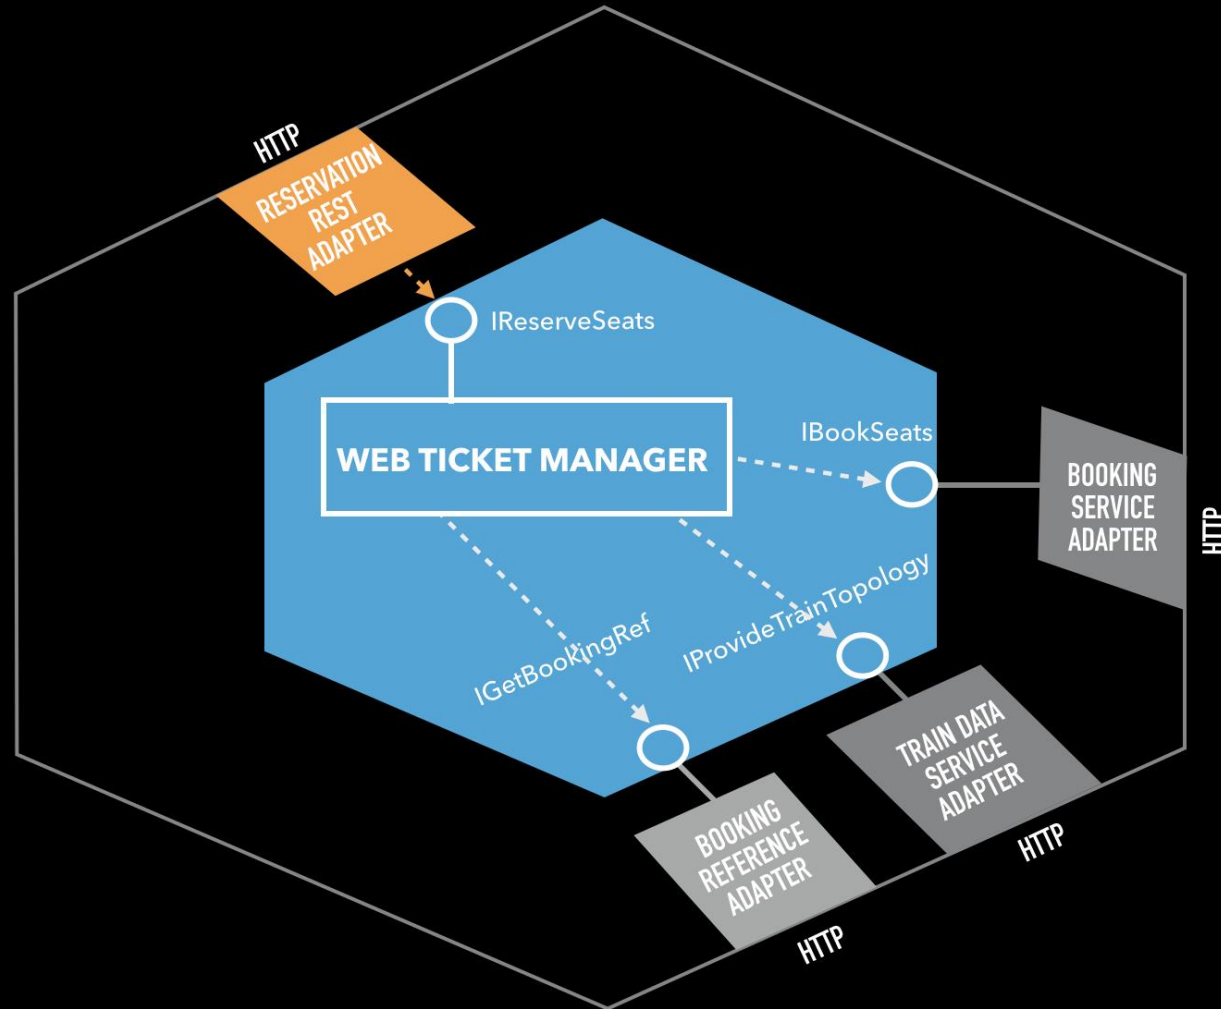 HTTP
RESERVATION
REST
ADAPTER
IReserveSeats
WEB TICKET MANAGER
IBookSeats
BOOKING
SERVICE
ADAPTER
HTTP
IProvideTrainTopology
IGetBookingRef
TRAIN DATA
SERVICE
ADAPTER
HTTP
BOOKING
REFERENCE
ADAPTER
HTTP